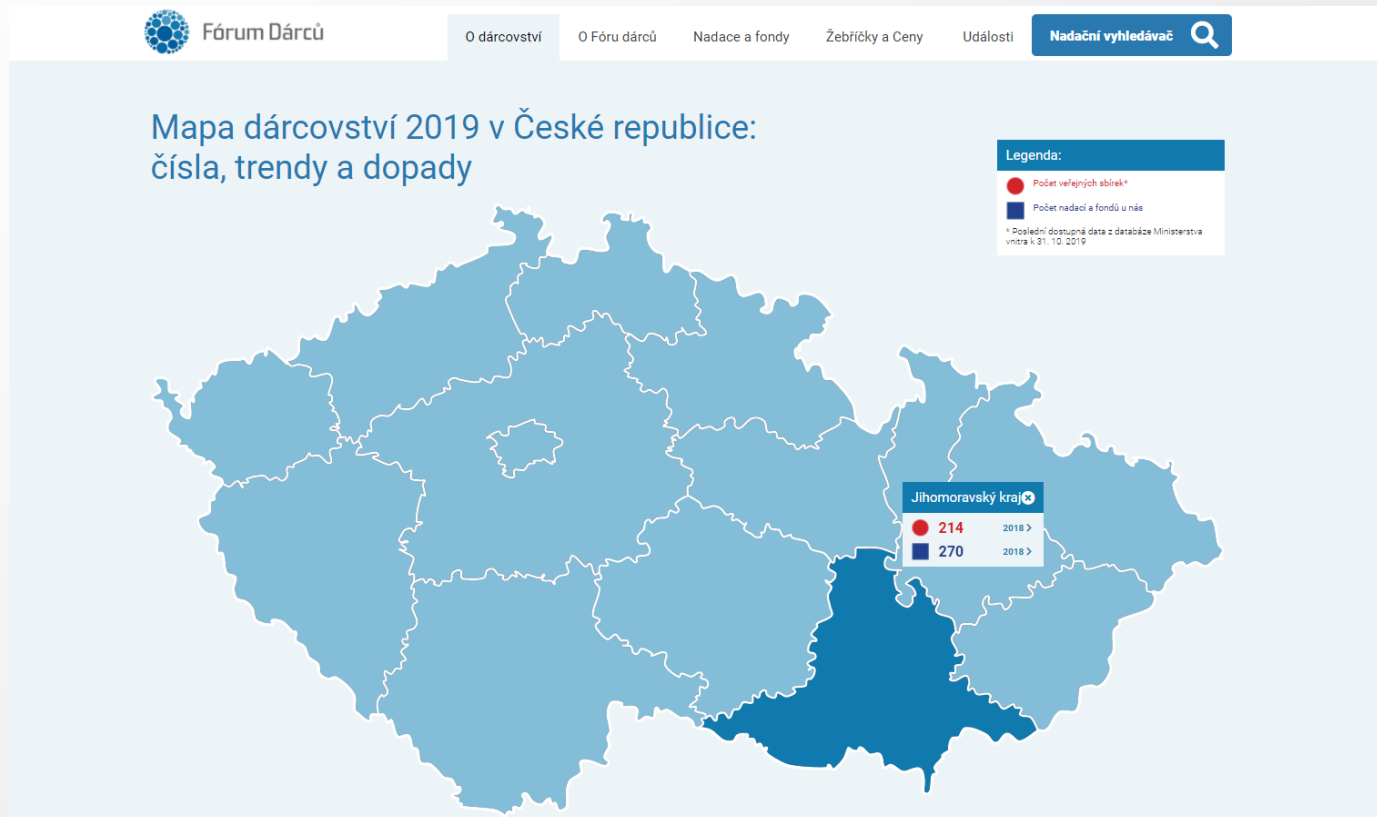 Fórum Dárců
O dárcovství
O Fóru dárců
Nadace a fondy
Žebříčky a Ceny
Události
Nadační vyhledávač
Mapa dárcovství 2019 v České republice:
čísla, trendy a dopady
Legenda:
Počet veřejných sbírek*
Počet nadací a fondů u nás
* Poslední dostupná data z databáze Ministerstva
vnitra k 31. 10. 2019
Jihomoravský kraj
214 2018 >
270 2018 >